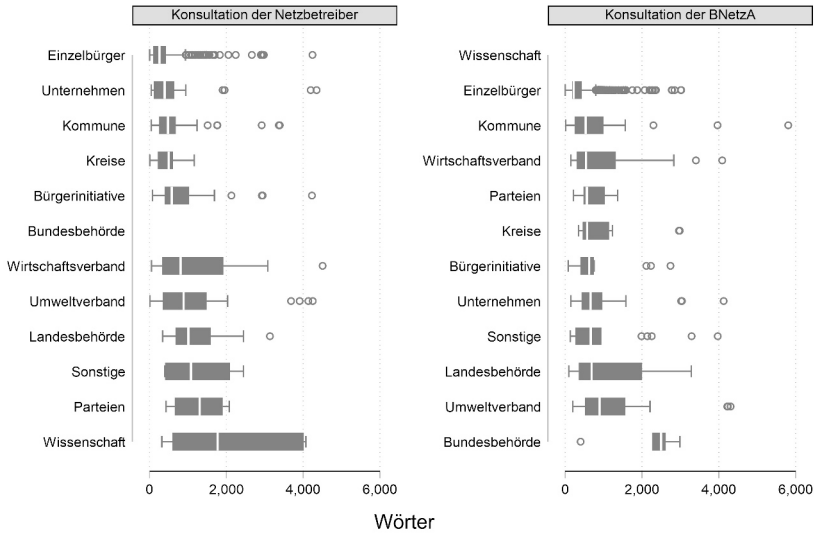 Konsultation der Netzbetreiber
Einzelbürger
Unternehmen
Kommune
Kreise
Bürgerinitiative
Bundesbehörde
Wirtschaftsverband
Umweltverband
Landesbehörde
Sonstige
Parteien
Wissenschaft
0 2,000 4,000 6,000
Konsultation der BNetzA
Wissenschaft
Einzelbürger
Kommune
Wirtschaftsverband
Parteien
Kreise
Bürgerinitiative
Unternehmen
Sonstige
Landesbehörde
Umweltverband
Bundesbehörde
0 2,000 4,000 6,000
Wörter